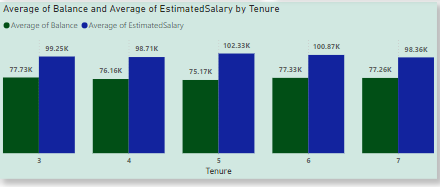 Average of Balance and Average of EstimatedSalary by Tenure
Average of Balance Average of EstimatedSalary
77.73K 99.25K 76.16K 98.71K 75.17K 102.33K 77.33K 100.87K 77.26K 98.36K
3 4 5 6 7
Tenure